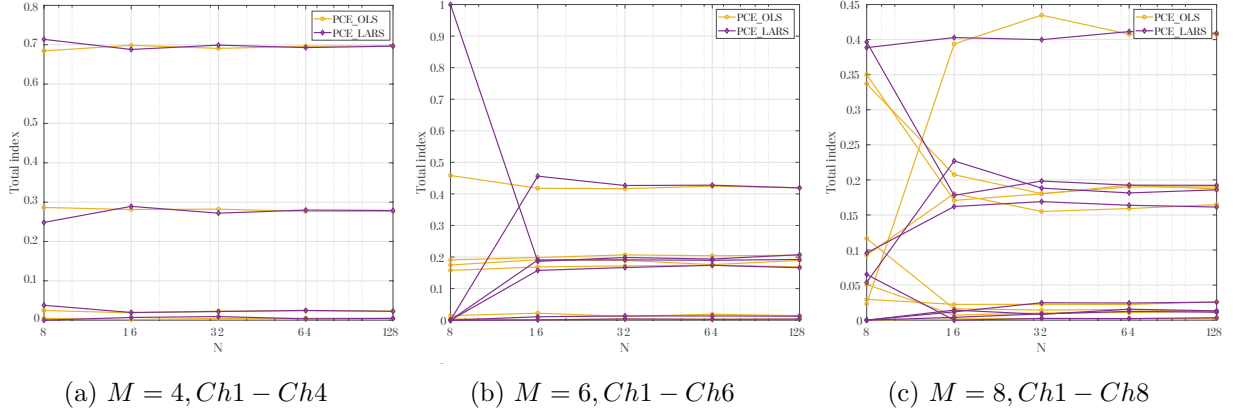 0.8
0.7
0.6
0.5
0.4
0.3
0.2
0.1
0
Total index
8 16 32 64 128
N
PCE_OLS
PCE_LARS
(a) M = 4, Ch1 − Ch4
1
0.9
0.8
0.7
0.6
0.5
0.4
0.3
0.2
0.1
0
Total index
8 16 32 64 128
N
PCE_OLS
PCE_LARS
(b) M = 6, Ch1 − Ch6
0.45
0.4
0.35
0.3
0.25
0.2
0.15
0.1
0.05
0
Total index
8 16 32 64 128
N
PCE_OLS
PCE_LARS
(c) M = 8, Ch1 − Ch8